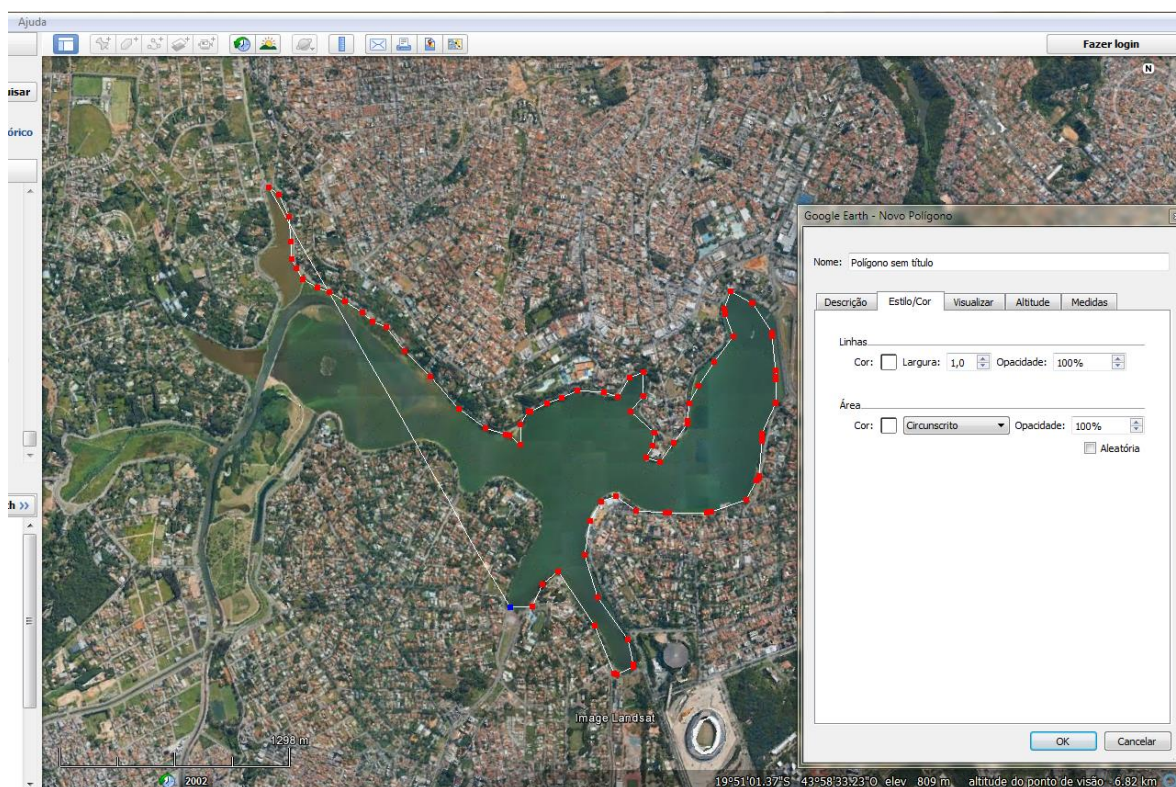 Ajuda
Fazer login
uisar
órico
N
Google Earth - Novo Polígono
Nome: Polígono sem título
Descrição Estilo/Cor Visualizar Altitude Medidas
Linhas
Cor: Largura: 1,0 Opacidade: 100%
Área
Cor: Circunscrito Opacidade: 100%
Aleatória
Image Landsat
1298 m
OK Cancelar
2002
19°51'01.37"S 43°58'33.23"O elev 809 m altitude do ponto de visão 6.82 km